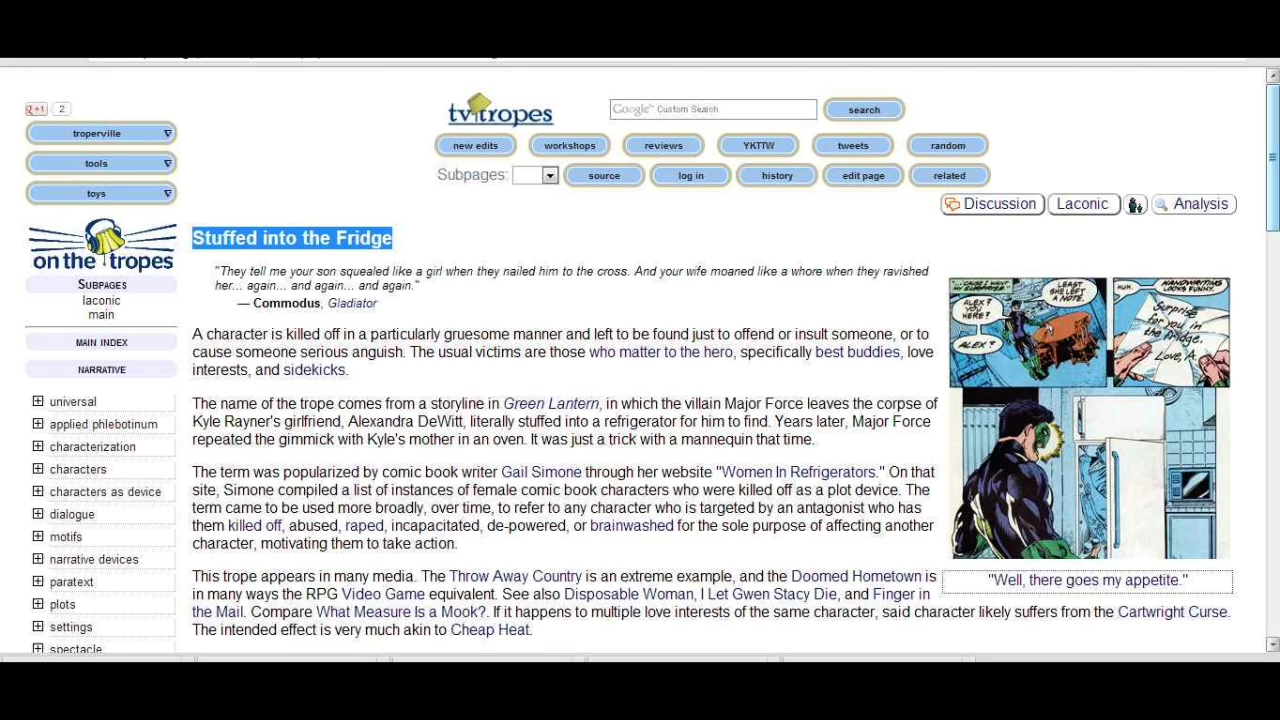 +1 2
troperville
tools
toys
tv tropes
Google™ Custom Search
search
new edits
workshops
reviews
YKTTW
tweets
random
Subpages:
source
log in
history
edit page
related
Discussion
Laconic
Analysis
on the tropes
SUBPAGES
laconic
main
MAIN INDEX
NARRATIVE
universal
applied phlebotinum
characterization
characters
characters as device
dialogue
motifs
narrative devices
paratext
plots
settings
spectacle
Stuffed into the Fridge
"They tell me your son squealed like a girl when they nailed him to the cross. And your wife moaned like a whore when they ravished
her... again... and again... and again."
— Commodus, Gladiator
A character is killed off in a particularly gruesome manner and left to be found just to offend or insult someone, or to
cause someone serious anguish. The usual victims are those who matter to the hero, specifically best buddies, love
interests, and sidekicks.
The name of the trope comes from a storyline in Green Lantern, in which the villain Major Force leaves the corpse of
Kyle Rayner's girlfriend, Alexandra DeWitt, literally stuffed into a refrigerator for him to find. Years later, Major Force
repeated the gimmick with Kyle's mother in an oven. It was just a trick with a mannequin that time.
The term was popularized by comic book writer Gail Simone through her website "Women In Refrigerators." On that
site, Simone compiled a list of instances of female comic book characters who were killed off as a plot device. The
term came to be used more broadly, over time, to refer to any character who is targeted by an antagonist who has
them killed off, abused, raped, incapacitated, de-powered, or brainwashed for the sole purpose of affecting another
character, motivating them to take action.
This trope appears in many media. The Throw Away Country is an extreme example, and the Doomed Hometown is
in many ways the RPG Video Game equivalent. See also Disposable Woman, I Let Gwen Stacy Die, and Finger in
the Mail. Compare What Measure Is a Mook?. If it happens to multiple love interests of the same character, said character likely suffers from the Cartwright Curse.
The intended effect is very much akin to Cheap Heat.
ALEX?
YOU
HERE?
ALEX?
LEAST
SHE LEFT
A NOTE.
HUM.
HANDWRITING
LOOKS FUNNY.
Surprise
for you in
the fridge.
Love, A.
"Well, there goes my appetite."